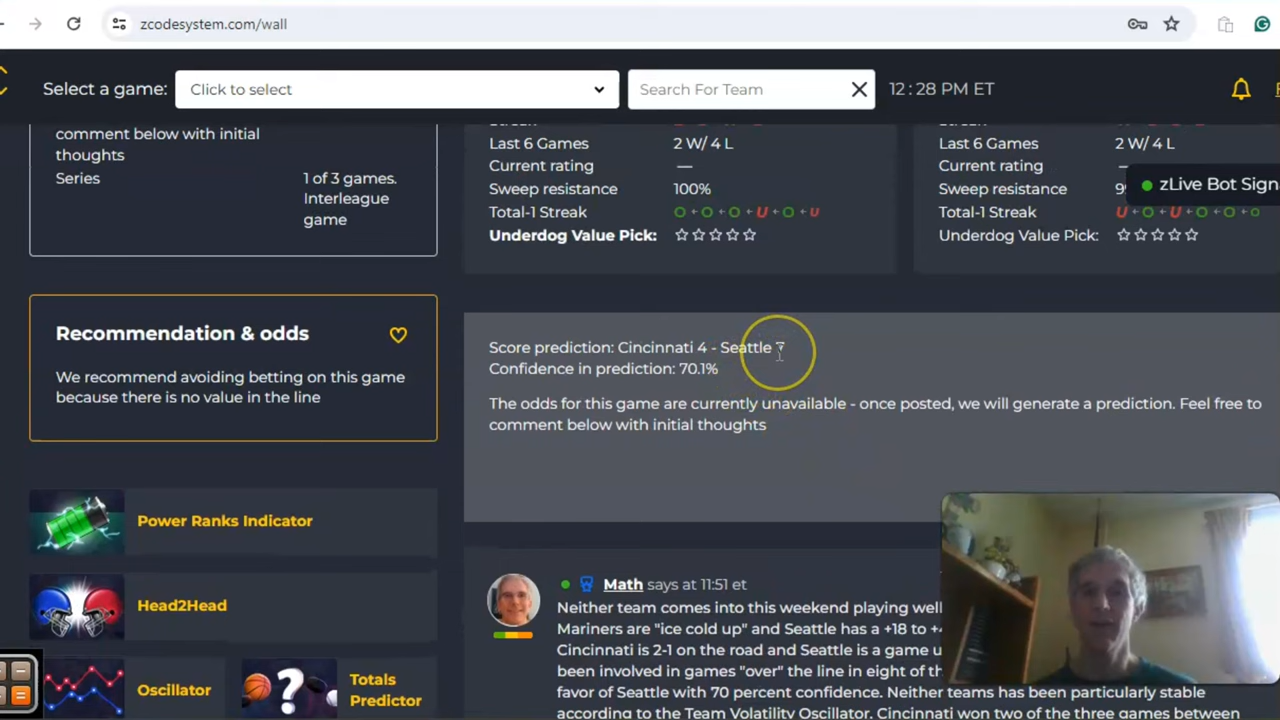 zcodesystem.com/wall
Select a game:
Click to select
Search For Team
12:28 PM ET
comment below with initial
thoughts
Series
1 of 3 games.
Interleague
game
Streak
Last 6 Games
2 W/ 4 L
Current rating
—
Sweep resistance
100%
Total-1 Streak
O ← O ← O ← U ← O ← U
Underdog Value Pick:
Streak
Last 6 Games
2 W/ 4 L
Current rating
Sweep resistance
Total-1 Streak
U ← O ← U ← O ← O ← O
Underdog Value Pick:
zLive Bot Sign
Recommendation & odds
We recommend avoiding betting on this game
because there is no value in the line
Score prediction: Cincinnati 4 - Seattle
Confidence in prediction: 70.1%
The odds for this game are currently unavailable - once posted, we will generate a prediction. Feel free to
comment below with initial thoughts
Power Ranks Indicator
Head2Head
Oscillator
Totals
Predictor
Math says at 11:51 et
Neither team comes into this weekend playing well
Mariners are "ice cold up" and Seattle has a +18 to
Cincinnati is 2-1 on the road and Seattle is a game
been involved in games "over" the line in eight of
favor of Seattle with 70 percent confidence. Neither teams has been particularly stable
according to the Team Volatility Oscillator. Cincinnati won two of the three games between